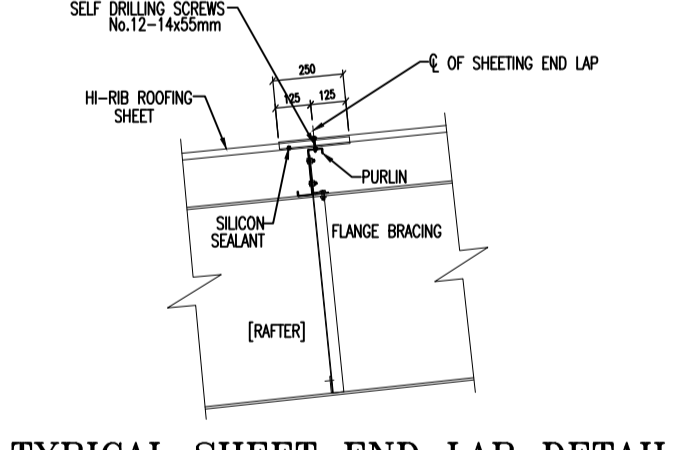 SELF DRILLING SCREWS
No.12-14x55mm
250
℄ OF SHEETING END LAP
125 125
HI-RIB ROOFING
SHEET
PURLIN
SILICON
SEALANT
FLANGE BRACING
[RAFTER]
TYPICAL SHEET END LAP DETAIL